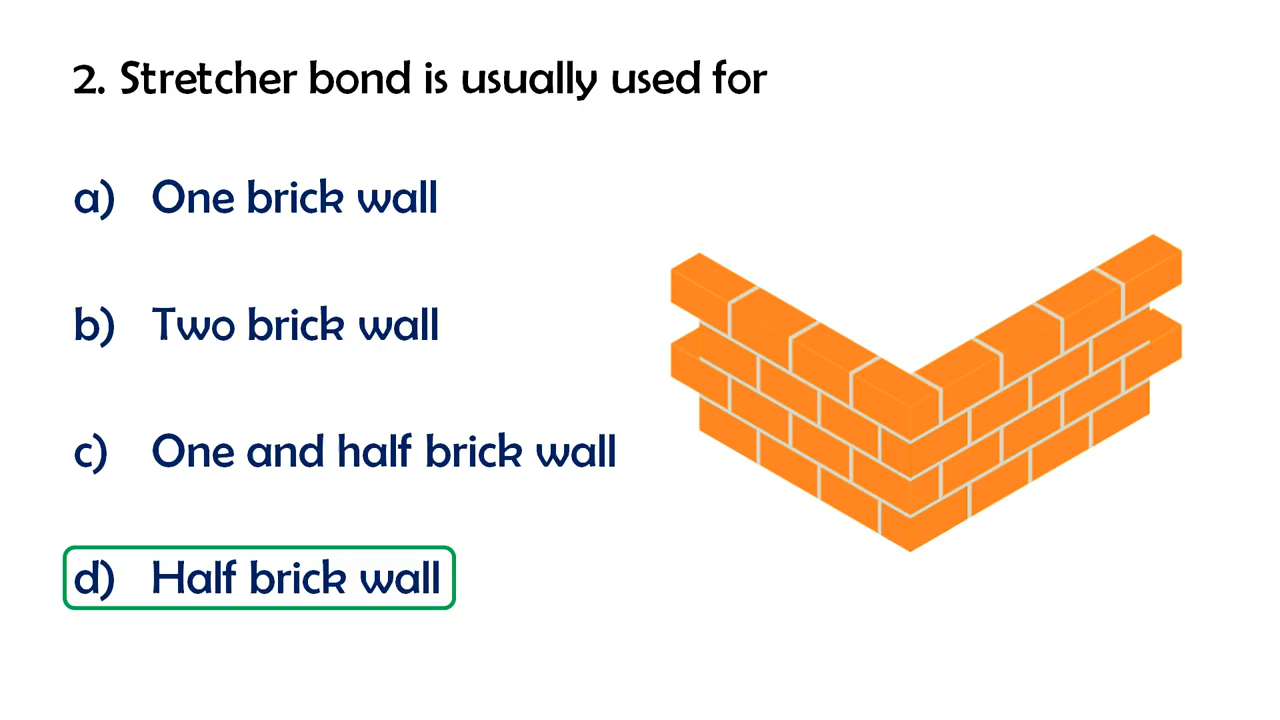 2. Stretcher bond is usually used for
a) One brick wall
b) Two brick wall
c) One and half brick wall
d) Half brick wall